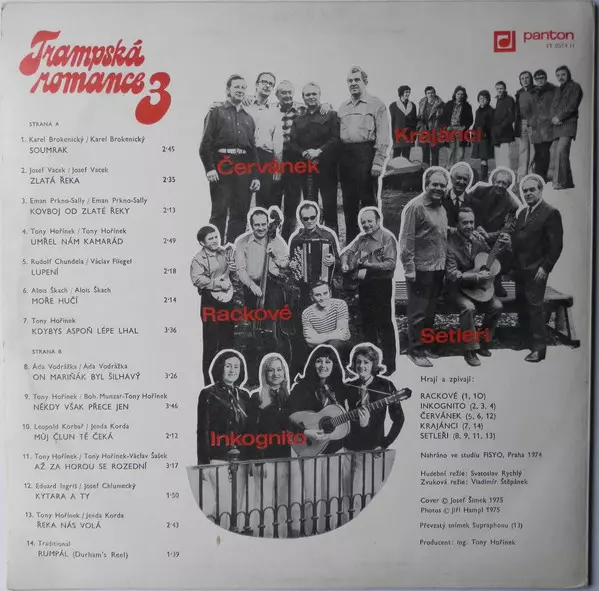 Trampská
romance 3
panton
STRANA A
1. Karel Brokenický / Karel Brokenický
SOUMRAK 2:45
2. Josef Vacek / Josef Vacek
ZLATÁ ŘEKA 2:35
3. Eman Prkno-Sally / Eman Prkno-Sally
KOVBOJ OD ZLATÉ ŘEKY 2:13
4. Tony Hořínek / Tony Hořínek
UMŘEL NÁM KAMARÁD 2:49
5. Rudolf Chundela / Václav Fliegel
LUPENÍ 2:18
6. Alois Škach / Alois Škach
MOŘE HUČÍ 2:14
7. Tony Hořínek
KDYBYS ASPOŇ LÉPE LHAL 3:36
STRANA B
8. Áda Vodrážka / Áda Vodrážka
ON MARIŇÁK BYL ŠILHAVÝ 3:26
9. Tony Hořínek / Boh. Munzar-Tony Hořínek
NĚKDY VŠAK PŘECE JEN 3:46
10. Leopold Korbař / Jenda Korda
MŮJ ČLUN TĚ ČEKÁ 2:12
11. Tony Hořínek / Tony Hořínek-Václav Šašek
AŽ ZA HOROU SE ROZEDNÍ 3:17
12. Eduard Ingriš / Josef Chlumecký
KYTARA A TY 1:50
13. Tony Hořínek / Jenda Korda
ŘEKA NÁS VOLÁ 2:43
14. Traditional
RUMPÁL (Durham's Reel) 1:39
Červánek
Krajánci
Rackové
Setleři
Inkognito
Hrají a zpívají:
RACKOVÉ (1, 10)
INKOGNITO (2, 3, 4)
ČERVÁNEK (5, 6, 12)
KRAJÁNCI (7, 14)
SETLEŘI (8, 9, 11, 13)
Nahráno ve studiu FISYO, Praha 1974
Hudební režie: Svatoslav Rychlý
Zvuková režie: Vladimír Štěpánek
Cover © Josef Šimek 1975
Photos © Jiří Hampl 1975
Převzatý snímek Supraphonu (13)
Producent: ing. Tony Hořínek